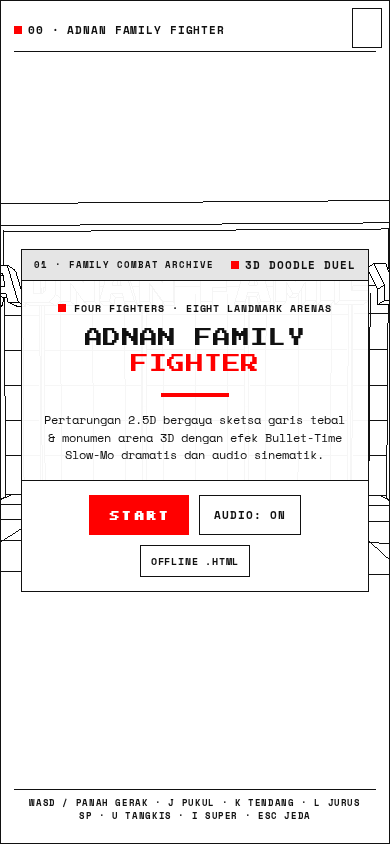 00 · ADNAN FAMILY FIGHTER
01 · FAMILY COMBAT ARCHIVE
3D DOODLE DUEL
FOUR FIGHTERS · EIGHT LANDMARK ARENAS
ADNAN FAMILY
FIGHTER
Pertarungan 2.5D bergaya sketsa garis tebal
& monumen arena 3D dengan efek Bullet-Time
Slow-Mo dramatis dan audio sinematik.
START
AUDIO: ON
OFFLINE .HTML
WASD / PANAH GERAK · J PUKUL · K TENDANG · L JURUS
SP · U TANGKIS · I SUPER · ESC JEDA